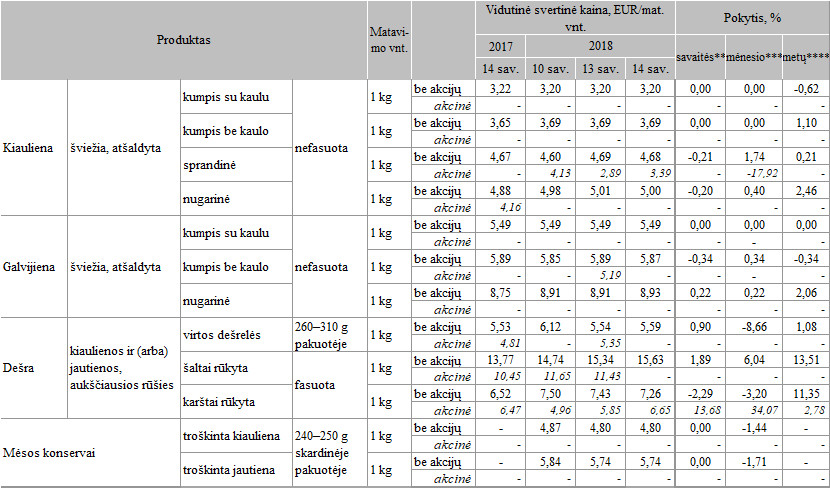 Produktas Matavi- Vidutinė svertinė kaina, EUR/mat. Pokytis, %
mo vnt. vnt.
2017 2018 savaitės** mėnesio*** metų****
14 sav. 10 sav. 13 sav. 14 sav.
Kiauliena šviežia, atšaldyta kumpis su kaulu nefasuota 1 kg be akcijų 3,22 3,20 3,20 3,20 0,00 0,00 -0,62
akcinė - - - - - - -
kumpis be kaulo 1 kg be akcijų 3,65 3,69 3,69 3,69 0,00 0,00 1,10
akcinė - - - - - - -
sprandinė 1 kg be akcijų 4,67 4,60 4,69 4,68 -0,21 1,74 0,21
akcinė - 4,13 2,89 3,39 - -17,92 -
nugarinė 1 kg be akcijų 4,88 4,98 5,01 5,00 -0,20 0,40 2,46
akcinė 4,16 - - - - - -
Galvijiena šviežia, atšaldyta kumpis su kaulu nefasuota 1 kg be akcijų 5,49 5,49 5,49 5,49 0,00 0,00 0,00
akcinė - - - - - - -
kumpis be kaulo 1 kg be akcijų 5,89 5,85 5,89 5,87 -0,34 0,34 -0,34
akcinė - - 5,19 - - - -
nugarinė 1 kg be akcijų 8,75 8,91 8,91 8,93 0,22 0,22 2,06
akcinė - - - - - - -
Dešra kiaulienos ir (arba) jautienos, aukščiausios rūšies virtos dešrelės 260–310 g pakuotėje 1 kg be akcijų 5,53 6,12 5,54 5,59 0,90 -8,66 1,08
akcinė 4,81 - 5,35 - - - -
šaltai rūkyta fasuota 1 kg be akcijų 13,77 14,74 15,34 15,63 1,89 6,04 13,51
akcinė 10,45 11,65 11,43 - - - -
karštai rūkyta 1 kg be akcijų 6,52 7,50 7,43 7,26 -2,29 -3,20 11,35
akcinė 6,47 4,96 5,85 6,65 13,68 34,07 2,78
Mėsos konservai troškinta kiauliena 240–250 g skardinėje pakuotėje 1 kg be akcijų - 4,87 4,80 4,80 0,00 -1,44 -
akcinė - - - - - - -
troškinta jautiena 1 kg be akcijų - 5,84 5,74 5,74 0,00 -1,71 -
akcinė - - - - - - -